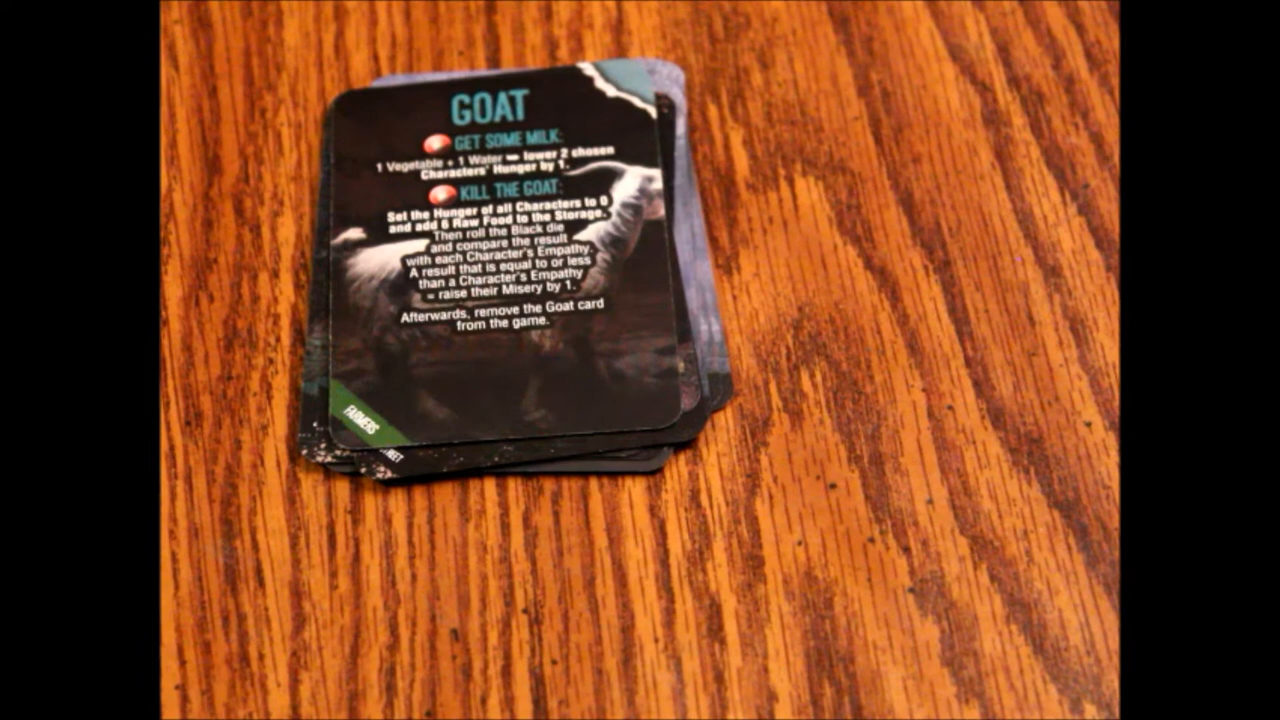 GOAT
GET SOME MILK:
1 Vegetable + 1 Water ➡ lower 2 chosen
Characters' Hunger by 1.
KILL THE GOAT:
Set the Hunger of all Characters to 0
and add 6 Raw Food to the Storage.
Then roll the Black die
and compare the result
with each Character's Empathy.
A result that is equal to or less
than a Character's Empathy
= raise their Misery by 1.
Afterwards, remove the Goat card
from the game.
FARMERS